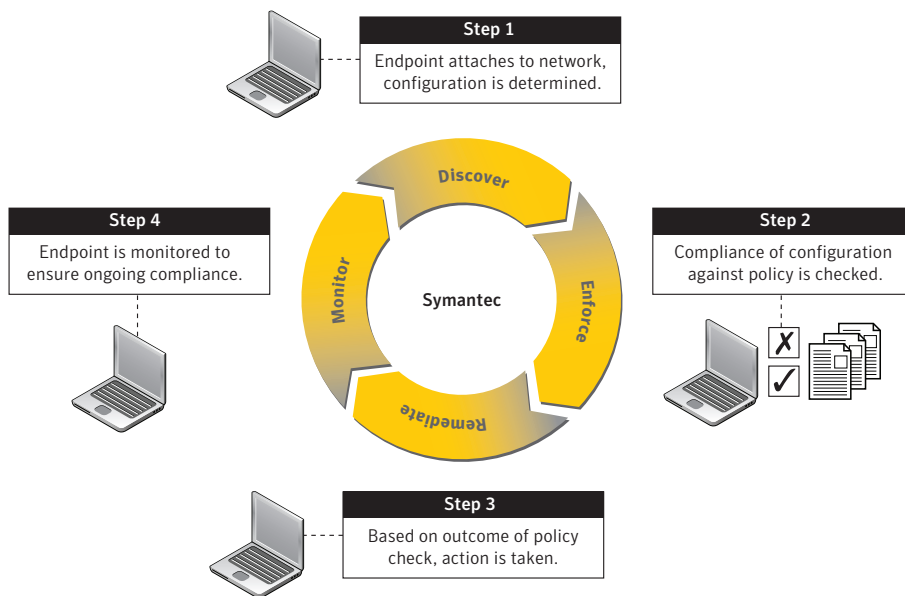 Step 1
Endpoint attaches to network,
configuration is determined.
Discover
Step 4
Endpoint is monitored to
ensure ongoing compliance.
Monitor
Symantec
Enforce
Step 2
Compliance of configuration
against policy is checked.
Remediate
Step 3
Based on outcome of policy
check, action is taken.